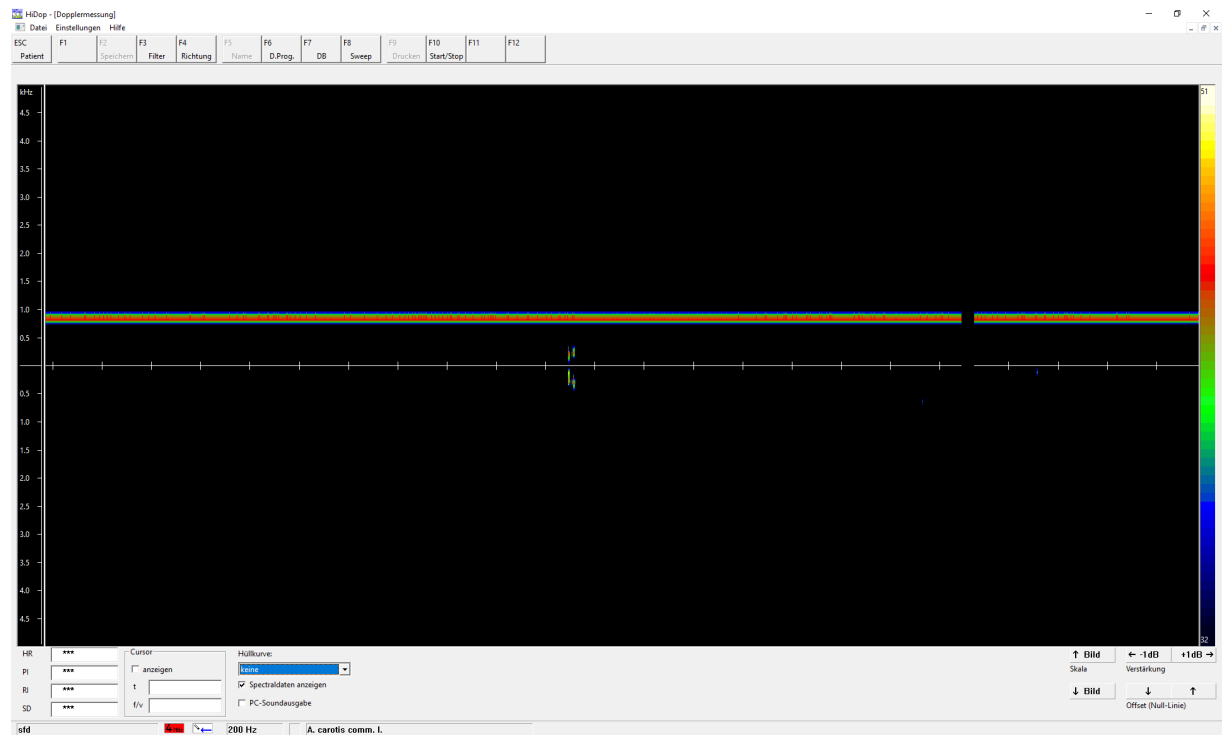 HiDop - [Dopplermessung]
Datei Einstellungen Hilfe
ESC F1 F2 F3 F4 F5 F6 F7 F8 F9 F10 F11 F12
Patient Speichern Filter Richtung Name D.Prog. DB Sweep Drucken Start/Stop
kHz 51
4.5
4.0
3.5
3.0
2.5
2.0
1.5
1.0
0.5
0.5
1.0
1.5
2.0
2.5
3.0
3.5
4.0
4.5
32
HR *** Cursor Hüllkurve: ↑ Bild ← -1dB +1dB →
PI *** anzeigen keine Skala Verstärkung
RI *** t Spectraldaten anzeigen ↓ Bild ↓ ↑
SD *** f/v PC-Soundausgabe Offset (Null-Linie)
sfd 200 Hz A. carotis comm. l.